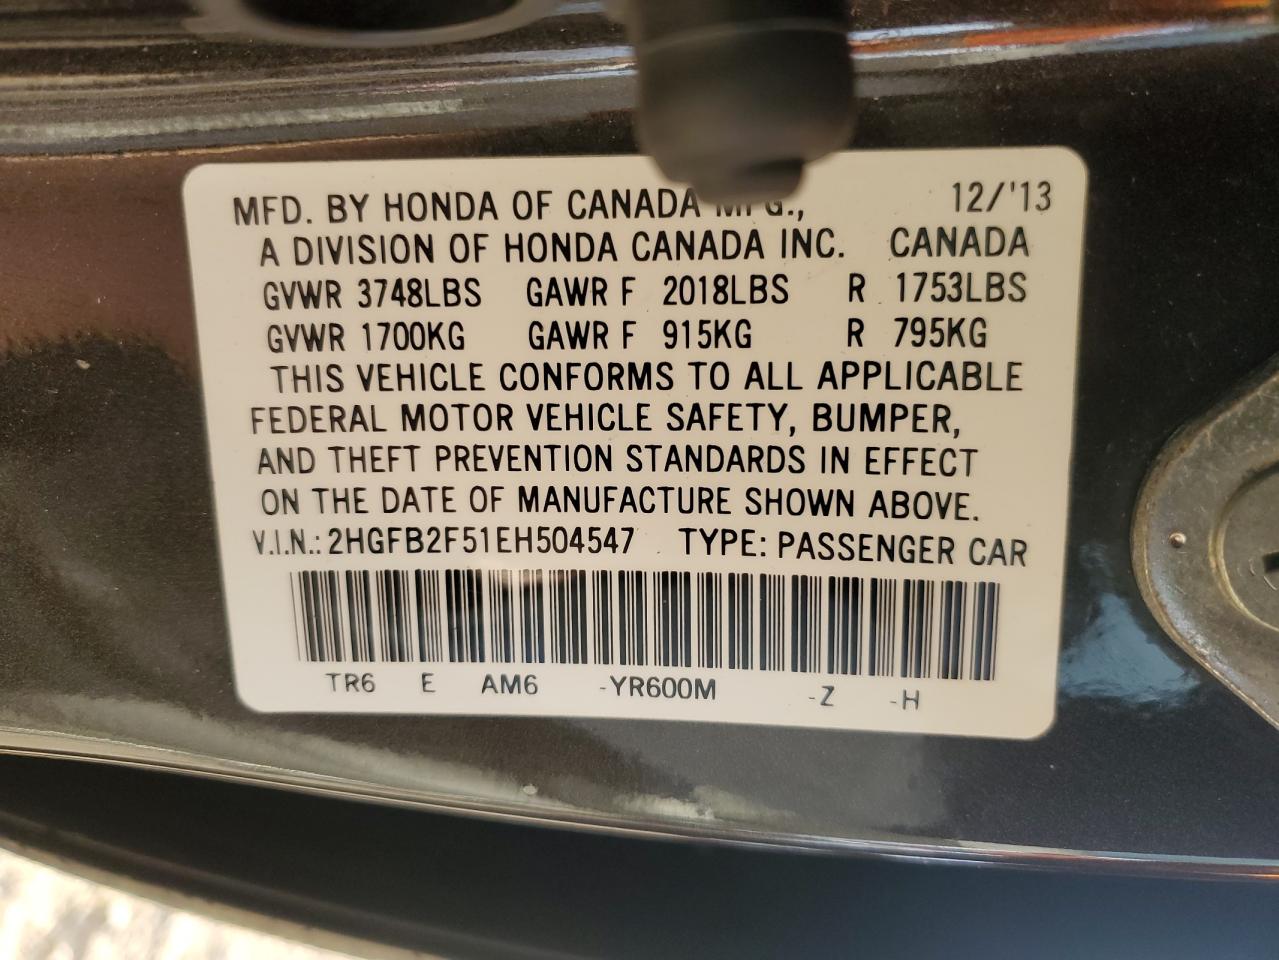 MFD. BY HONDA OF CANADA MFG., 12/'13
A DIVISION OF HONDA CANADA INC. CANADA
GVWR 3748LBS GAWR F 2018LBS R 1753LBS
GVWR 1700KG GAWR F 915KG R 795KG
THIS VEHICLE CONFORMS TO ALL APPLICABLE
FEDERAL MOTOR VEHICLE SAFETY, BUMPER,
AND THEFT PREVENTION STANDARDS IN EFFECT
ON THE DATE OF MANUFACTURE SHOWN ABOVE.
V.I.N.: 2HGFB2F51EH504547 TYPE: PASSENGER CAR
TR6 E AM6 -YR600M -Z -H